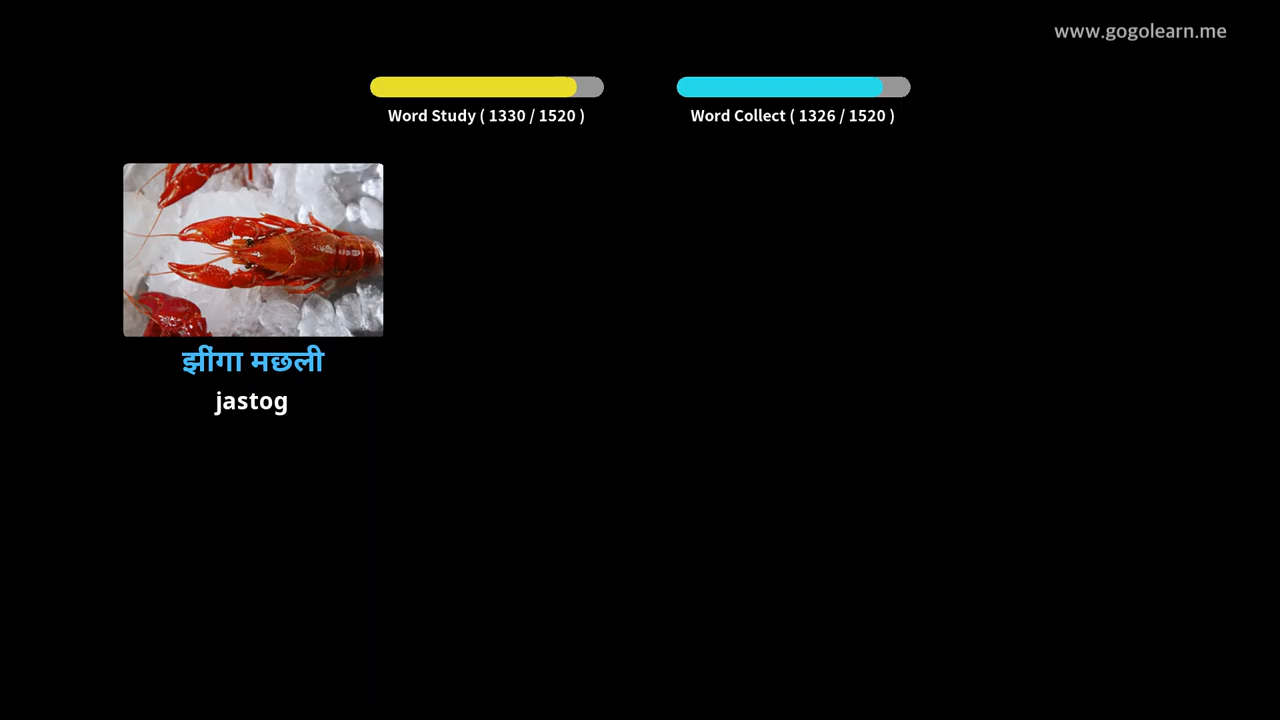 www.gogolearn.me
Word Study ( 1330 / 1520 )
Word Collect ( 1326 / 1520 )
झींगा मछली
jastog